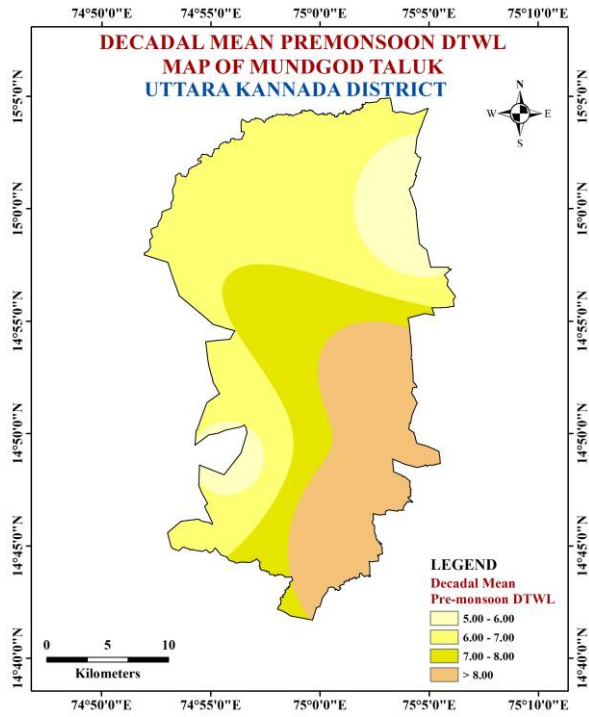 74°50'0"E 74°55'0"E 75°0'0"E 75°5'0"E 75°10'0"E
DECADAL MEAN PREMONSOON DTWL
MAP OF MUNDGOD TALUK
UTTARA KANNADA DISTRICT
N
W E
S
15°5'0"N 15°5'0"N
15°0'0"N 15°0'0"N
14°55'0"N 14°55'0"N
14°50'0"N 14°50'0"N
14°45'0"N 14°45'0"N
14°40'0"N 14°40'0"N
LEGEND
Decadal Mean
Pre-monsoon DTWL
5.00 - 6.00
6.00 - 7.00
7.00 - 8.00
> 8.00
0 5 10
Kilometers
74°50'0"E 74°55'0"E 75°0'0"E 75°5'0"E 75°10'0"E